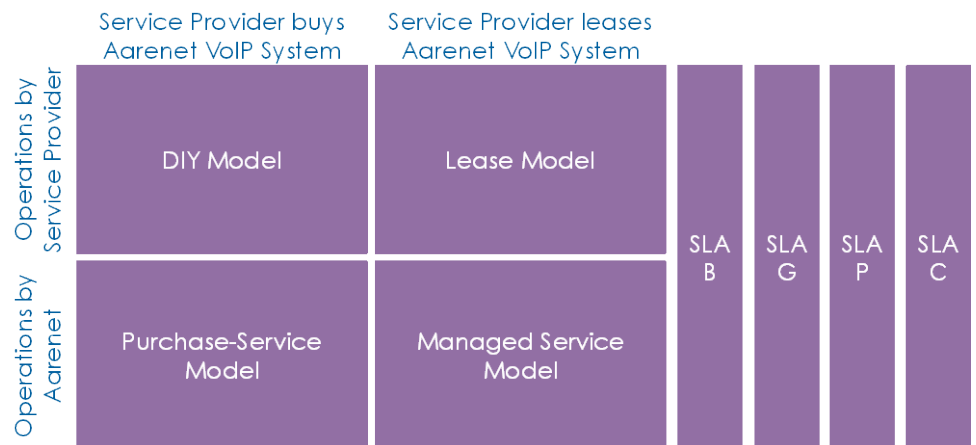 Service Provider buys
Aarenet VoIP System
Service Provider leases
Aarenet VoIP System
Operations by
Service Provider
DIY Model
Lease Model
Operations by
Aarenet
Purchase-Service
Model
Managed Service
Model
SLA
B
SLA
G
SLA
P
SLA
C